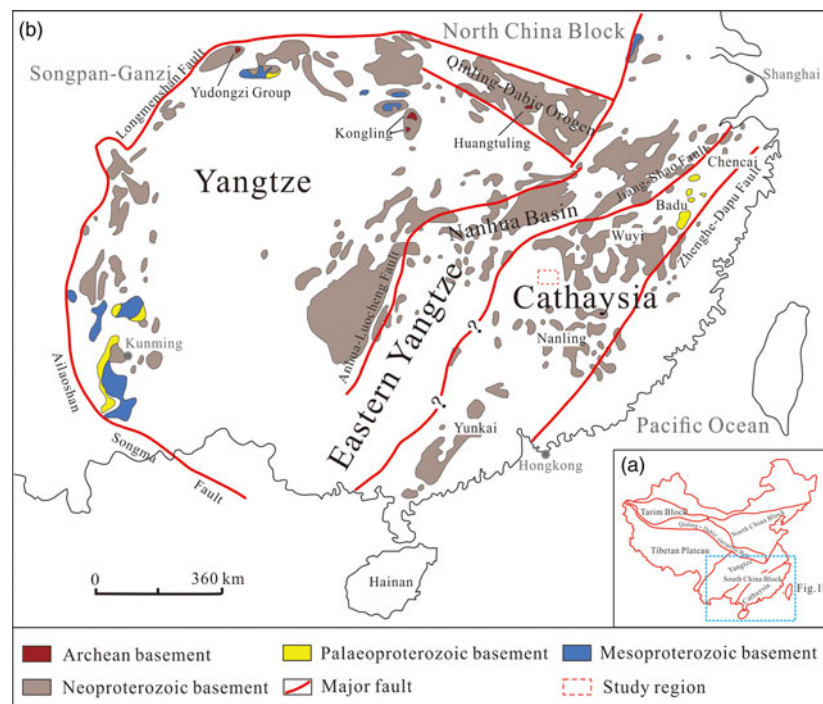 (b)
North China Block
Songpan-Ganzi
Longmenshan Fault
Yudongzi Group
Qinling-Dabie Orogen
Shanghai
Kongling
Huangtuling
Yangtze
Jiang-Shao Fault
Chencai
Badu
Nanhua Basin
Wuyi
Zhenghe-Dapu Fault
Anhua-Luocheng Fault
Eastern Yangtze
Cathaysia
?
Kunming
Nanling
Ailaoshan
?
Songma
Fault
Yunkai
Pacific Ocean
Hongkong
Hainan
0 360 km
(a)
Tarim Block
North China Block
Tibetan Plateau
Yangtze
South China Block
Cathaysia
Fig. 1
Archean basement
Palaeoproterozoic basement
Mesoproterozoic basement
Neoproterozoic basement
Major fault
Study region